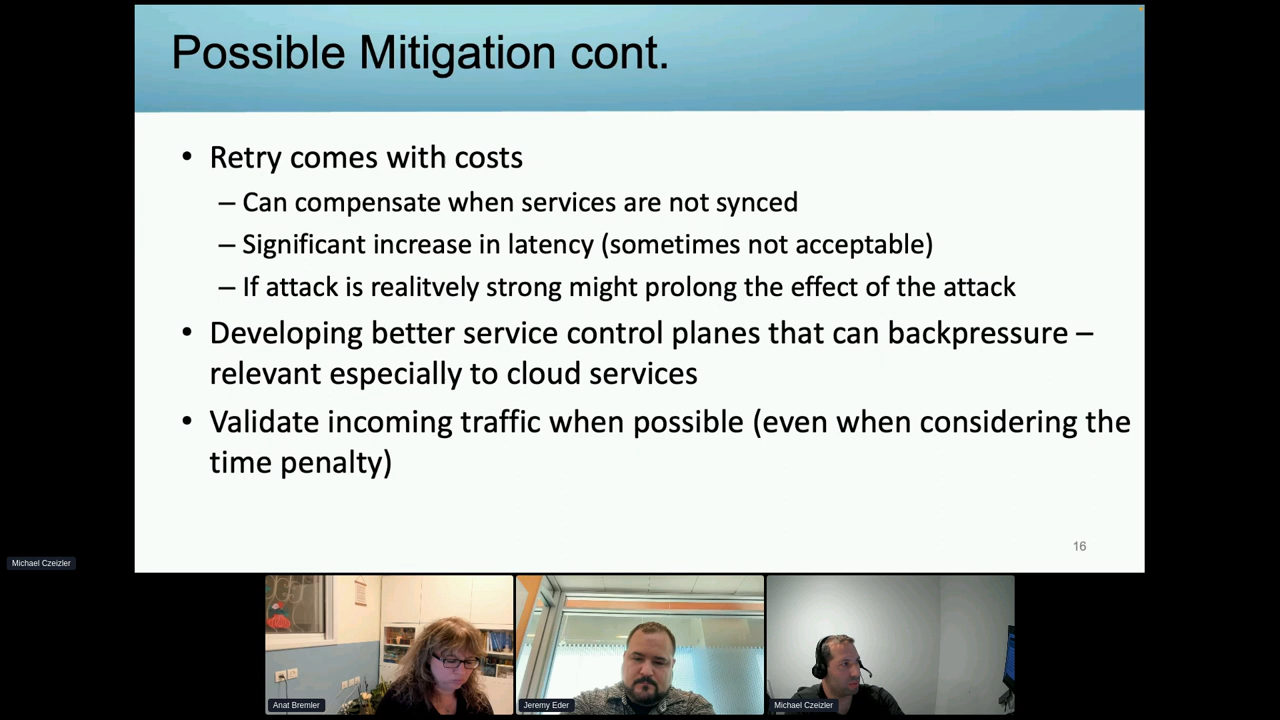 Possible Mitigation cont.
• Retry comes with costs
– Can compensate when services are not synced
– Significant increase in latency (sometimes not acceptable)
– If attack is realitvely strong might prolong the effect of the attack
• Developing better service control planes that can backpressure –
relevant especially to cloud services
• Validate incoming traffic when possible (even when considering the
time penalty)
16
Michael Czeizler
Anat Bremler
Jeremy Eder
Michael Czeizler